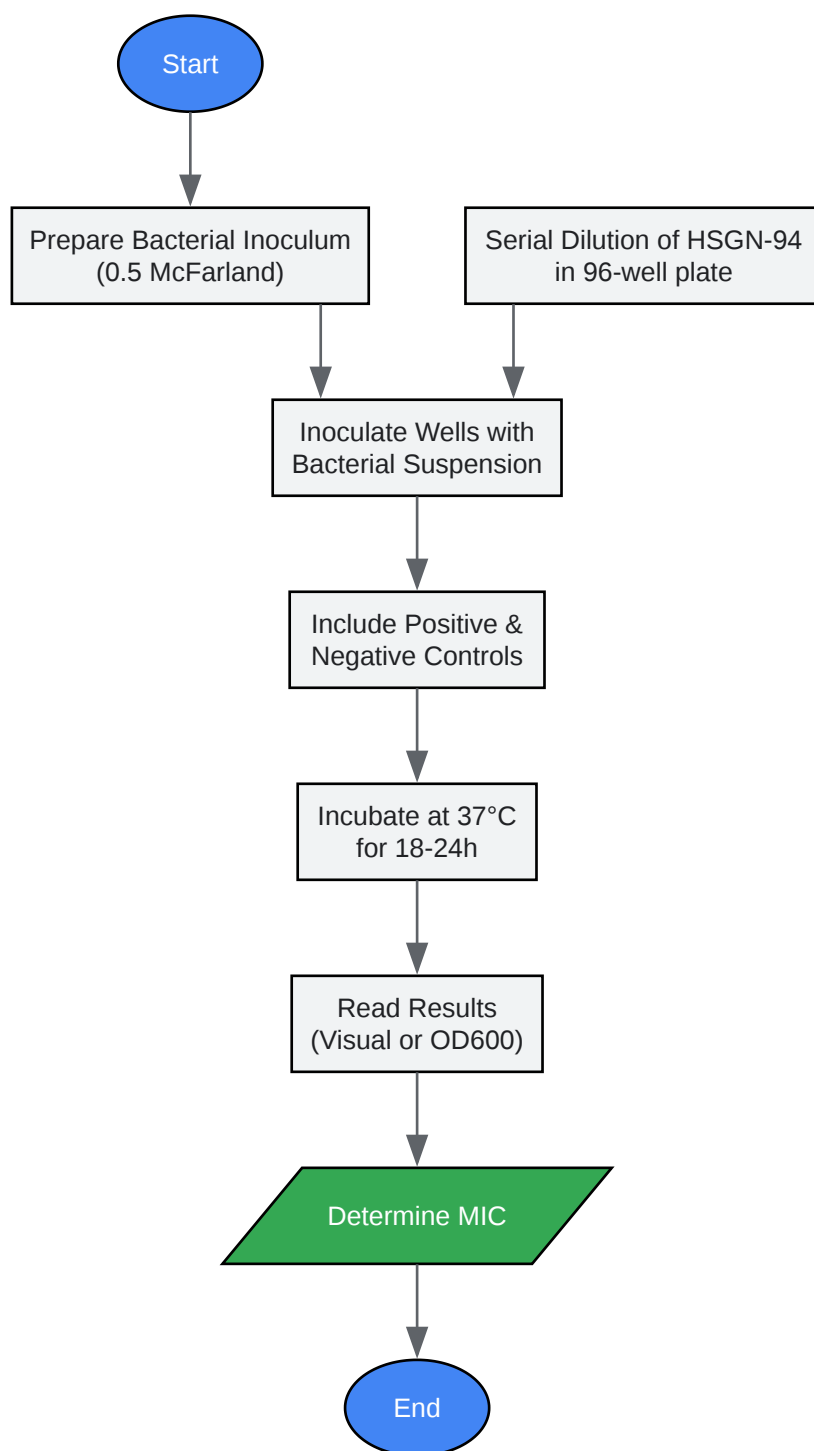 Start
Prepare Bacterial Inoculum
(0.5 McFarland)
Serial Dilution of HSGN-94
in 96-well plate
Inoculate Wells with
Bacterial Suspension
Include Positive &
Negative Controls
Incubate at 37°C
for 18-24h
Read Results
(Visual or OD600)
Determine MIC
End